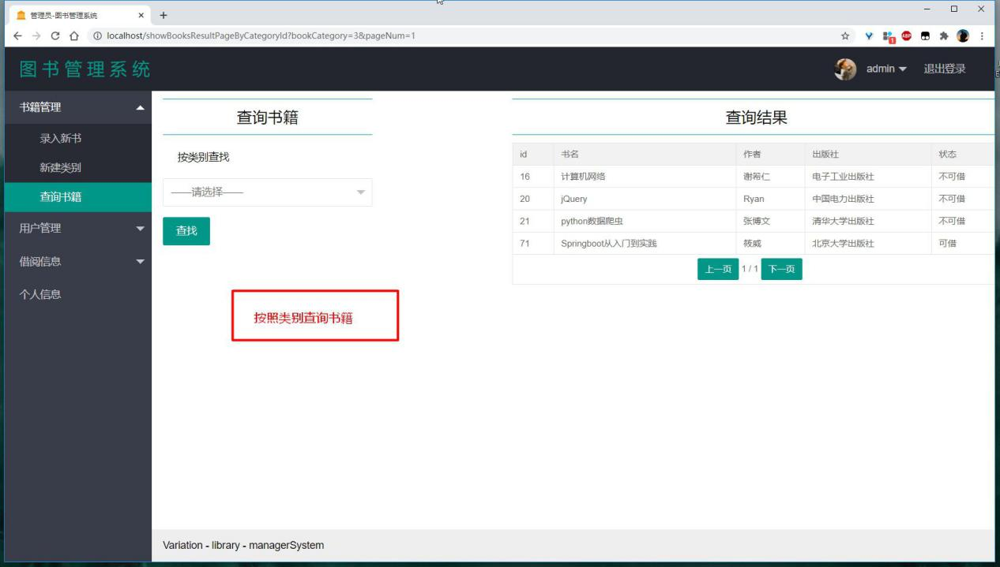 管理员-图书管理系统
localhost/showBooksResultPageByCategoryId?bookCategory=3&pageNum=1
1
ABP
图书管理系统
admin
退出登录
书籍管理
录入新书
新建类别
查询书籍
用户管理
借阅信息
个人信息
查询书籍
按类别查找
——请选择——
查找
按照类别查询书籍
查询结果
id 书名 作者 出版社 状态
16 计算机网络 谢希仁 电子工业出版社 不可借
20 jQuery Ryan 中国电力出版社 不可借
21 python数据爬虫 张博文 清华大学出版社 不可借
71 Springboot从入门到实践 筱威 北京大学出版社 可借
上一页 1 / 1 下一页
Variation - library - managerSystem